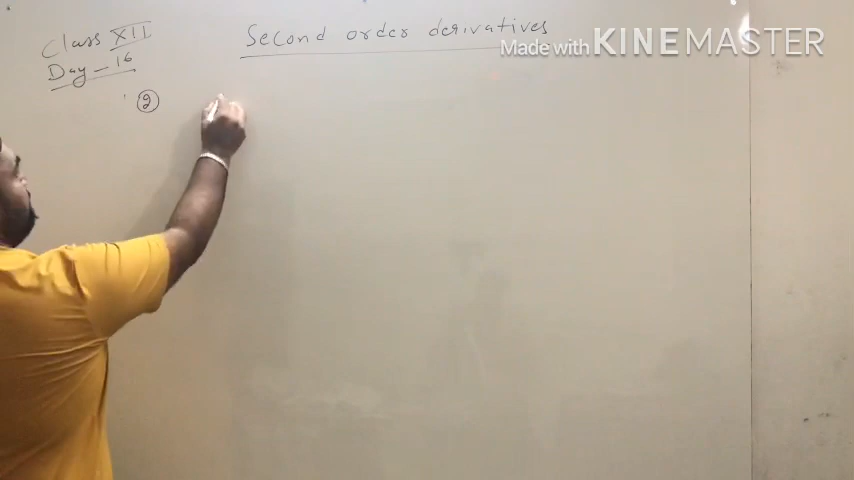 Class XII
Second order derivatives
Made with KINEMASTER
Day - 16
2